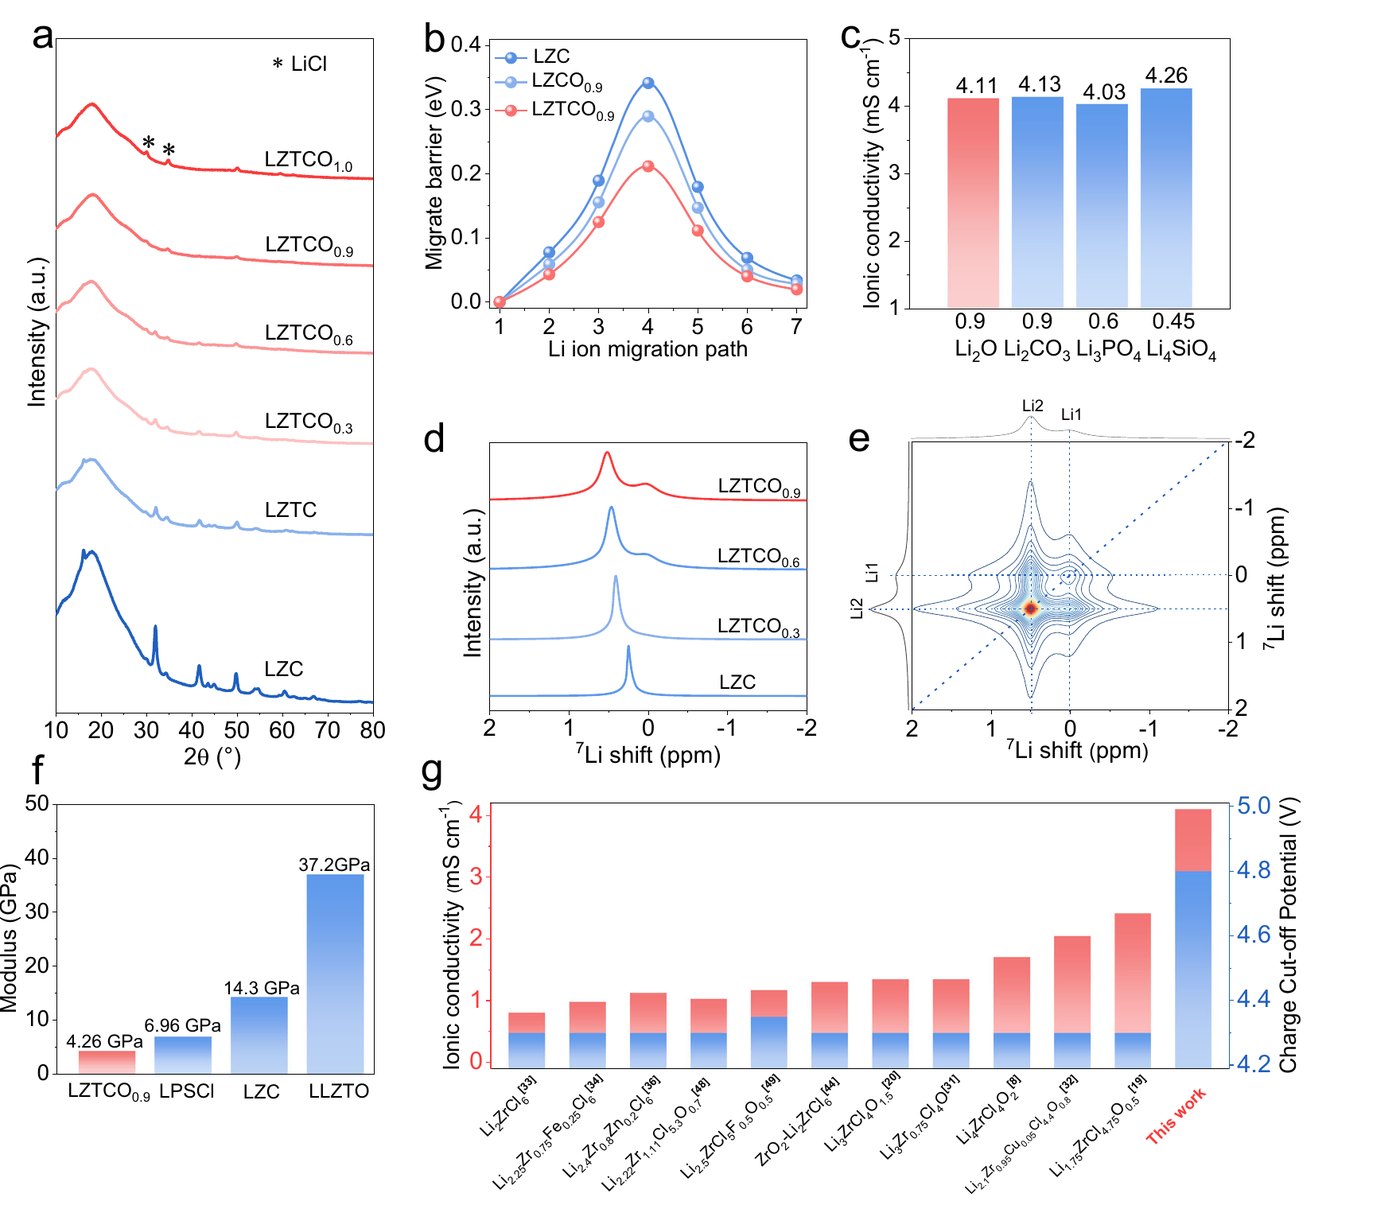 a
* LiCl
* *
LZTCO1.0
LZTCO0.9
LZTCO0.6
LZTCO0.3
LZTC
LZC
Intensity (a.u.)
10 20 30 40 50 60 70 80
2θ (°)
b
LZC
LZCO0.9
LZTCO0.9
0.4
0.3
0.2
0.1
0.0
Migrate barrier (eV)
1 2 3 4 5 6 7
Li ion migration path
c
5
4
3
2
1
Ionic conductivity (mS cm-1)
4.11 4.13 4.03 4.26
0.9 0.9 0.6 0.45
Li2O Li2CO3 Li3PO4 Li4SiO4
d
LZTCO0.9
LZTCO0.6
LZTCO0.3
LZC
Intensity (a.u.)
2 1 0 -1 -2
7Li shift (ppm)
e
Li2 Li1
Li1
Li2
-2
-1
0
1
2
7Li shift (ppm)
2 1 0 -1 -2
7Li shift (ppm)
f
50
40
30
20
10
0
Modulus (GPa)
4.26 GPa
6.96 GPa
14.3 GPa
37.2GPa
LZTCO0.9 LPSCl LZC LLZTO
g
4
3
2
1
0
Ionic conductivity (mS cm-1)
5.0
4.8
4.6
4.4
4.2
Charge Cut-off Potential (V)
Li2ZrCl6[33]
Li2.25Zr0.75Fe0.25Cl6[34]
Li2.4Zr0.8Zn0.2Cl6[36]
Li2.22Zr1.11Cl5.3O0.7[48]
Li2.5ZrCl5F0.5O0.5[49]
ZrO2-Li2ZrCl6[44]
Li3ZrCl4O1.5[20]
Li3Zr0.75Cl4O[31]
Li4ZrCl4O2[8]
Li2.1Zr0.95Cu0.05Cl4.4O0.8[32]
Li1.75ZrCl4.75O0.5[19]
This work